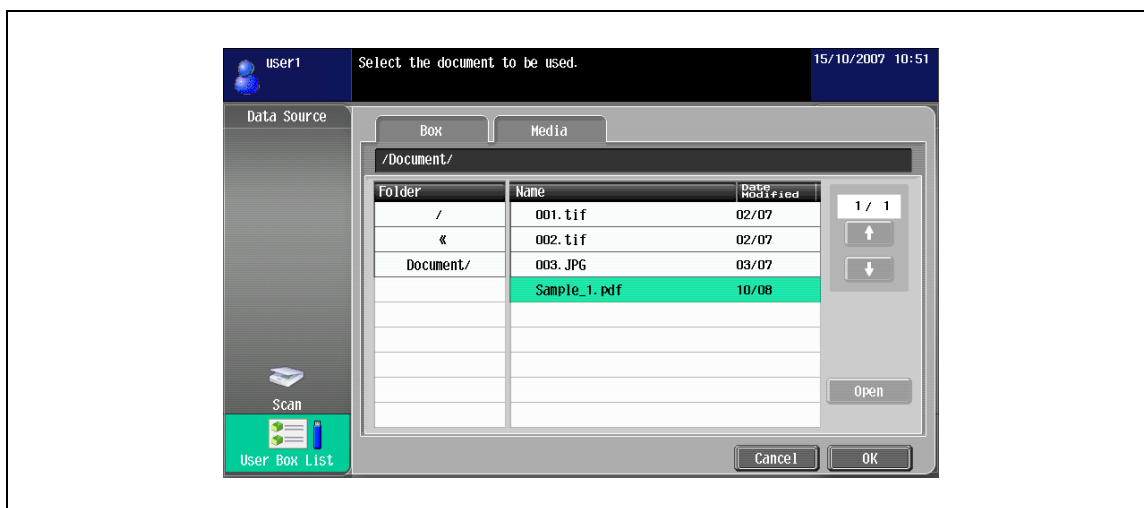 user1
Select the document to be used.
15/10/2007 10:51
Data Source
Box
Media
/Document/
Folder
Name
Date Modified
/
001.tif
02/07
«
002.tif
02/07
Document/
003.JPG
03/07
Sample_1.pdf
10/08
1/ 1
Open
Scan
User Box List
Cancel
OK